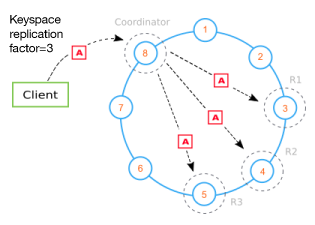 Keyspace
replication
factor=3
Coordinator
A
Client
8
1
2
R1
3
A
A
A
7
R2
4
6
5
R3